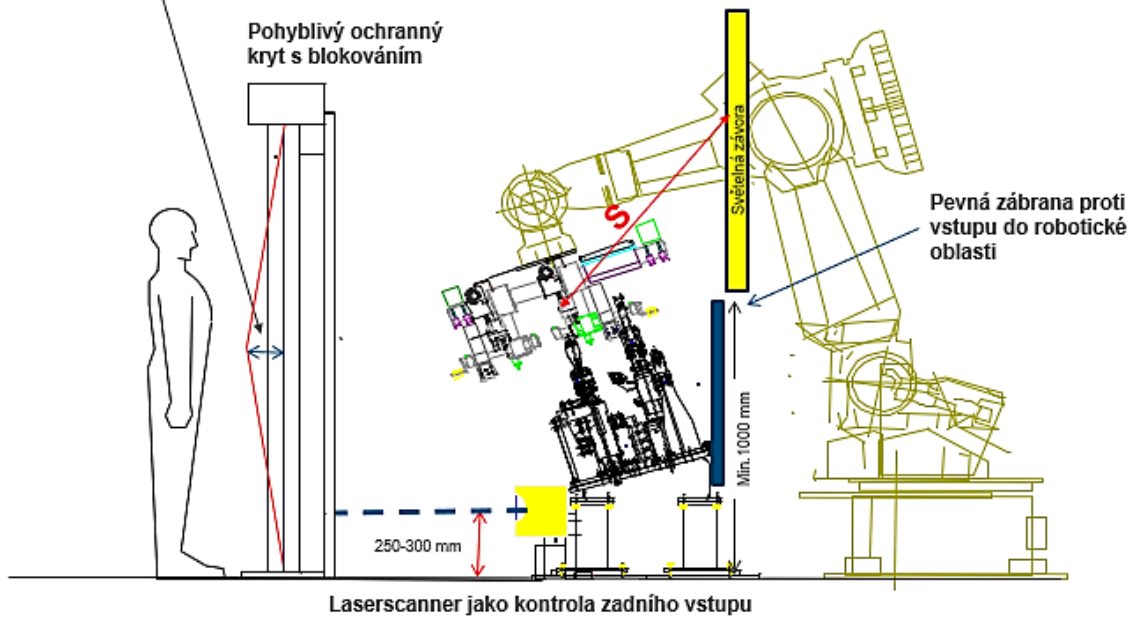 Pohyblivý ochranný
kryt s blokováním
Světelná závora
S
Pevná zábrana proti
vstupu do robotické
oblasti
Min.1000 mm
250-300 mm
Laserscanner jako kontrola zadního vstupu